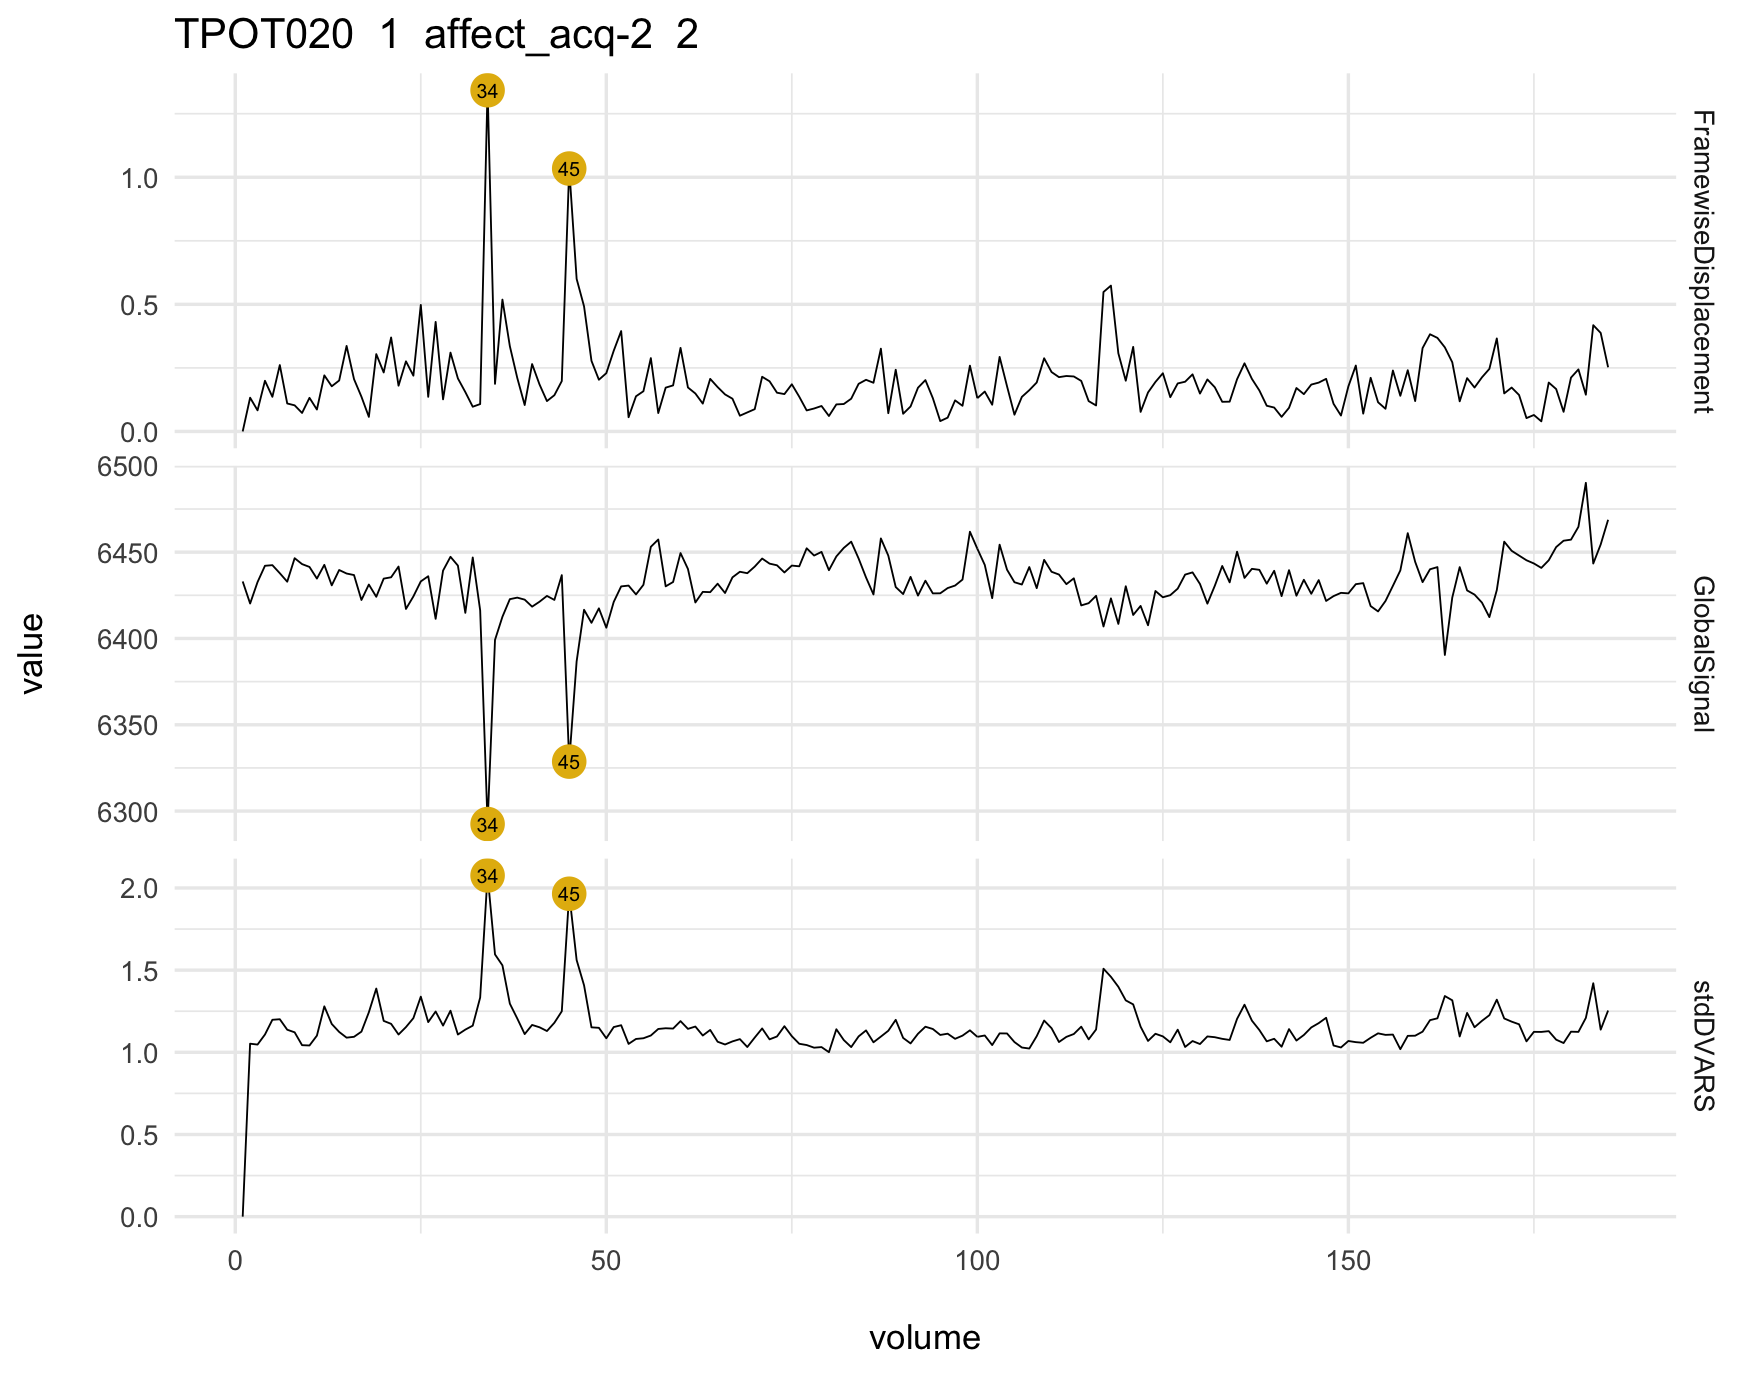 TPOT020 1 affect_acq-2 2
34
45
1.0
0.5
0.0
FramewiseDisplacement
6500
6450
6400
6350
6300
45
34
GlobalSignal
value
34
45
2.0
1.5
1.0
0.5
0.0
stdDVARS
0 50 100 150
volume